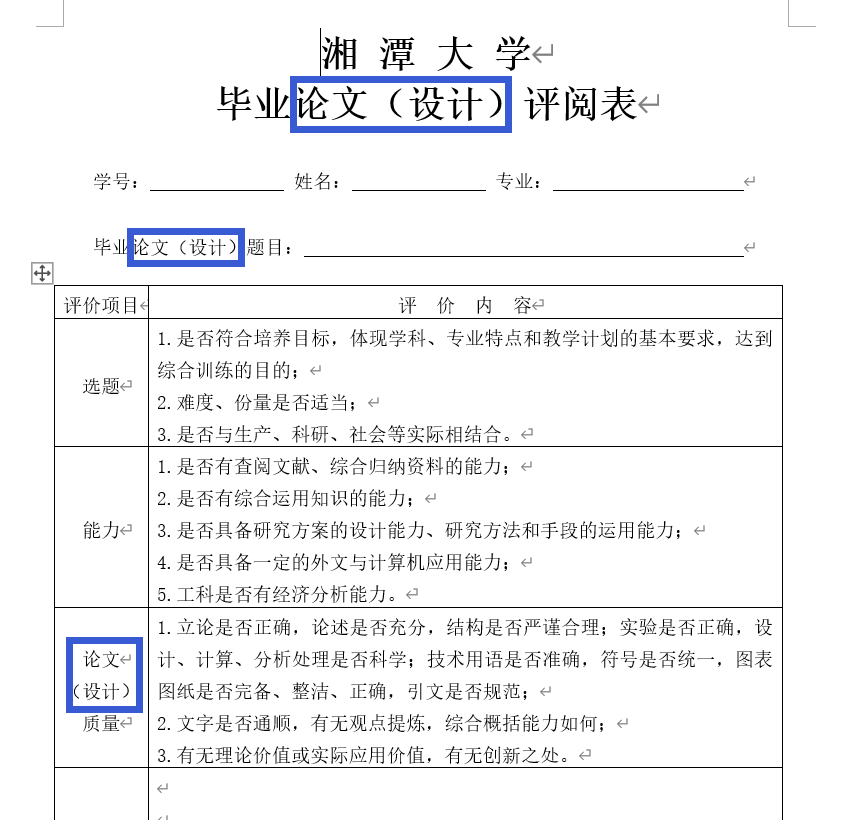 湘 潭 大 学
毕业论文（设计）评阅表
学号： 姓名： 专业：
毕业论文（设计）题目：
评价项目 评 价 内 容
选题
1.是否符合培养目标，体现学科、专业特点和教学计划的基本要求，达到
综合训练的目的；
2.难度、份量是否适当；
3.是否与生产、科研、社会等实际相结合。
能力
1.是否有查阅文献、综合归纳资料的能力；
2.是否有综合运用知识的能力；
3.是否具备研究方案的设计能力、研究方法和手段的运用能力；
4.是否具备一定的外文与计算机应用能力；
5.工科是否有经济分析能力。
论文
（设计）
质量
1.立论是否正确，论述是否充分，结构是否严谨合理；实验是否正确，设
计、计算、分析处理是否科学；技术用语是否准确，符号是否统一，图表
图纸是否完备、整洁、正确，引文是否规范；
2.文字是否通顺，有无观点提炼，综合概括能力如何；
3.有无理论价值或实际应用价值，有无创新之处。